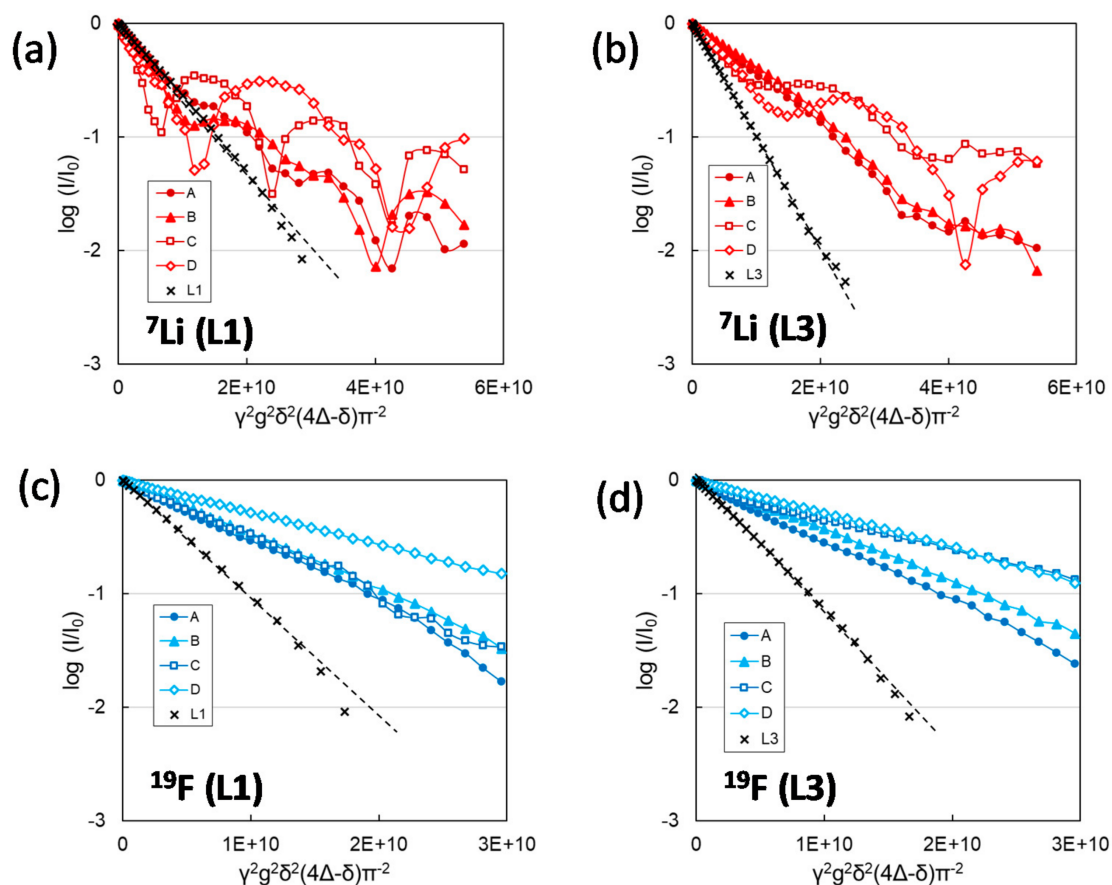 (a)
0
-1
-2
-3
log (I/I₀)
A
B
C
D
L1
⁷Li (L1)
0 2E+10 4E+10 6E+10
γ²g²δ²(4Δ-δ)π⁻²
(b)
0
-1
-2
-3
log (I/I₀)
A
B
C
D
L3
⁷Li (L3)
0 2E+10 4E+10 6E+10
γ²g²δ²(4Δ-δ)π⁻²
(c)
0
-1
-2
-3
log (I/I₀)
A
B
C
D
L1
¹⁹F (L1)
0 1E+10 2E+10 3E+10
γ²g²δ²(4Δ-δ)π⁻²
(d)
0
-1
-2
-3
log (I/I₀)
A
B
C
D
L3
¹⁹F (L3)
0 1E+10 2E+10 3E+10
γ²g²δ²(4Δ-δ)π⁻²